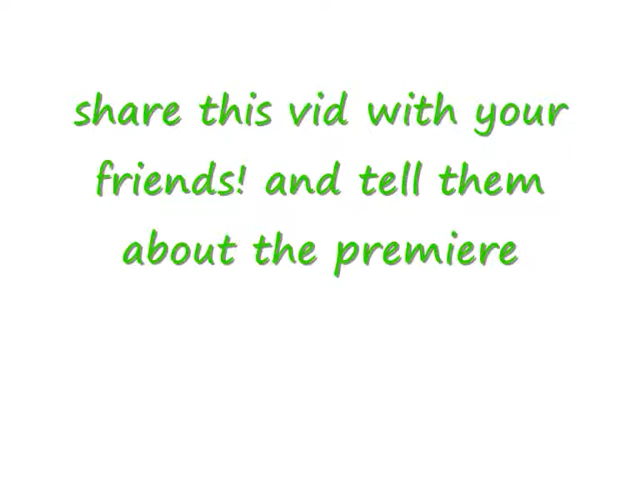 share this vid with your
friends! and tell them
about the premiere